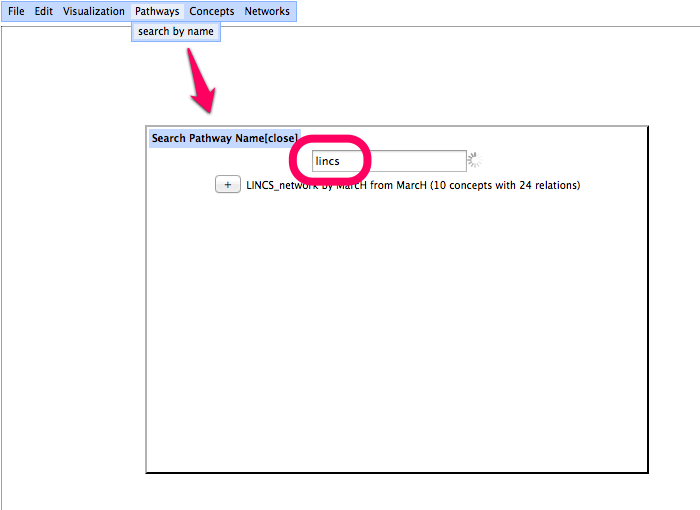 File Edit Visualization Pathways Concepts Networks
search by name
Search Pathway Name[close]
lincs
+ LINCS_network by MarcH from MarcH (10 concepts with 24 relations)